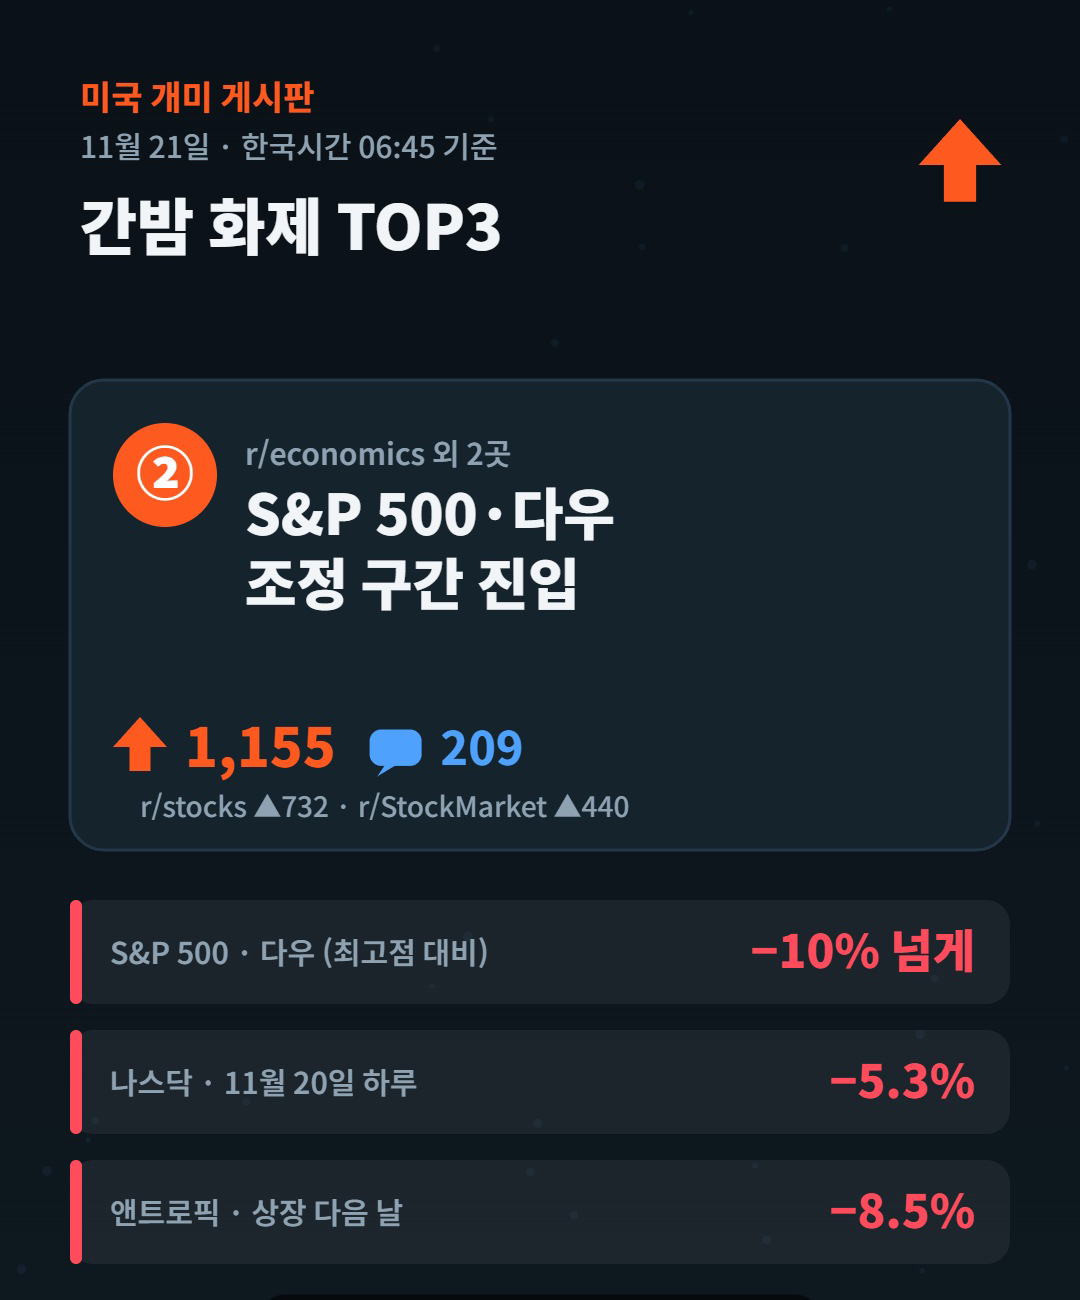 미국 개미 게시판
11월 21일 · 한국시간 06:45 기준
간밤 화제 TOP3
②
r/economics 외 2곳
S&P 500·다우
조정 구간 진입
1,155
209
r/stocks ▲732 · r/StockMarket ▲440
S&P 500 · 다우 (최고점 대비)
−10% 넘게
나스닥 · 11월 20일 하루
−5.3%
앤트로픽 · 상장 다음 날
−8.5%